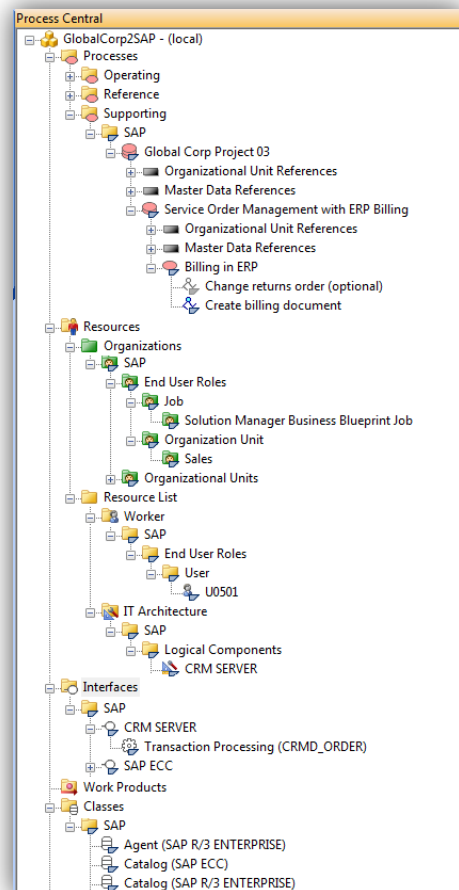 Process Central
GlobalCorp2SAP - (local)
Processes
Operating
Reference
Supporting
SAP
Global Corp Project 03
Organizational Unit References
Master Data References
Service Order Management with ERP Billing
Organizational Unit References
Master Data References
Billing in ERP
Change returns order (optional)
Create billing document
Resources
Organizations
SAP
End User Roles
Job
Solution Manager Business Blueprint Job
Organization Unit
Sales
Organizational Units
Resource List
Worker
SAP
End User Roles
User
U0501
IT Architecture
SAP
Logical Components
CRM SERVER
Interfaces
SAP
CRM SERVER
Transaction Processing (CRMD_ORDER)
SAP ECC
Work Products
Classes
SAP
Agent (SAP R/3 ENTERPRISE)
Catalog (SAP ECC)
Catalog (SAP R/3 ENTERPRISE)